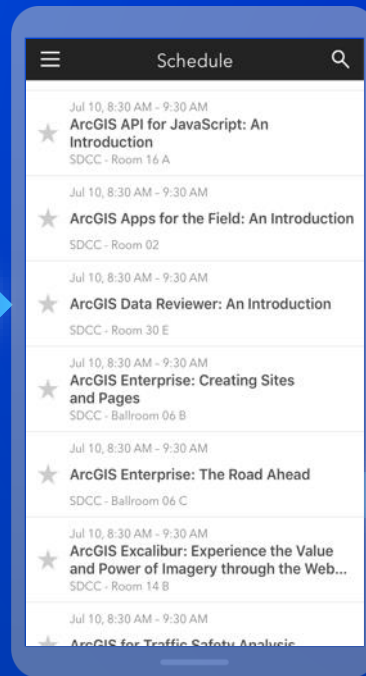 Schedule
Jul 10, 8:30 AM - 9:30 AM
ArcGIS API for JavaScript: An
Introduction
SDCC - Room 16 A
Jul 10, 8:30 AM - 9:30 AM
ArcGIS Apps for the Field: An Introduction
SDCC - Room 02
Jul 10, 8:30 AM - 9:30 AM
ArcGIS Data Reviewer: An Introduction
SDCC - Room 30 E
Jul 10, 8:30 AM - 9:30 AM
ArcGIS Enterprise: Creating Sites
and Pages
SDCC - Ballroom 06 B
Jul 10, 8:30 AM - 9:30 AM
ArcGIS Enterprise: The Road Ahead
SDCC - Ballroom 06 C
Jul 10, 8:30 AM - 9:30 AM
ArcGIS Excalibur: Experience the Value
and Power of Imagery through the Web...
SDCC - Room 14 B
Jul 10, 8:30 AM - 9:30 AM
ArcGIS for Traffic Safety Analysis